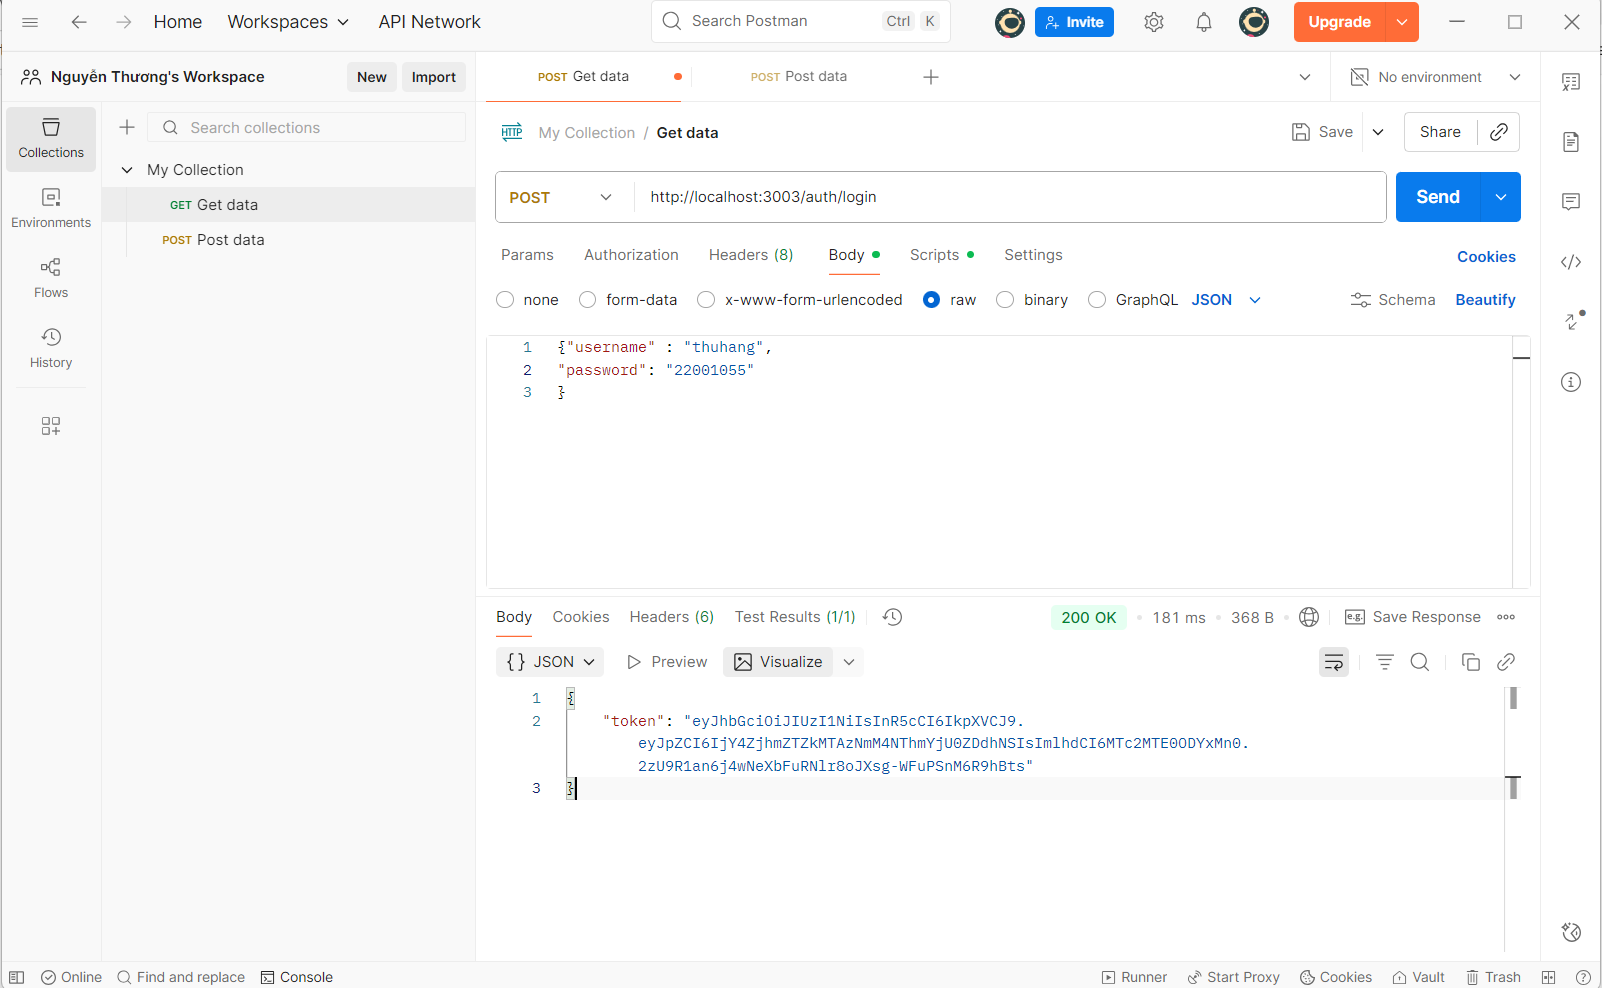 Home Workspaces API Network Search Postman Ctrl K Invite Upgrade
Nguyễn Thương's Workspace New Import POST Get data POST Post data No environment
Collections
Environments
Flows
History
Search collections
My Collection
GET Get data
POST Post data
HTTP My Collection / Get data Save Share
POST http://localhost:3003/auth/login Send
Params Authorization Headers (8) Body Scripts Settings Cookies
none form-data x-www-form-urlencoded raw binary GraphQL JSON Schema Beautify
1 {"username" : "thuhang",
2 "password": "22001055"
3 }
Body Cookies Headers (6) Test Results (1/1) 200 OK 181 ms 368 B e.g. Save Response
{} JSON Preview Visualize
1 {
2 "token": "eyJhbGciOiJIUzI1NiIsInR5cCI6IkpXVCJ9.
eyJpZCI6IjY4ZjhmZTZkMTAzNmM4NThmYjU0ZDdhNSIsImlhdCI6MTc2MTE0ODYxMn0.
2zU9R1an6j4wNeXbFuRNlr8oJXsg-WFuPSnM6R9hBts"
3 }
Online Find and replace Console Runner Start Proxy Cookies Vault Trash